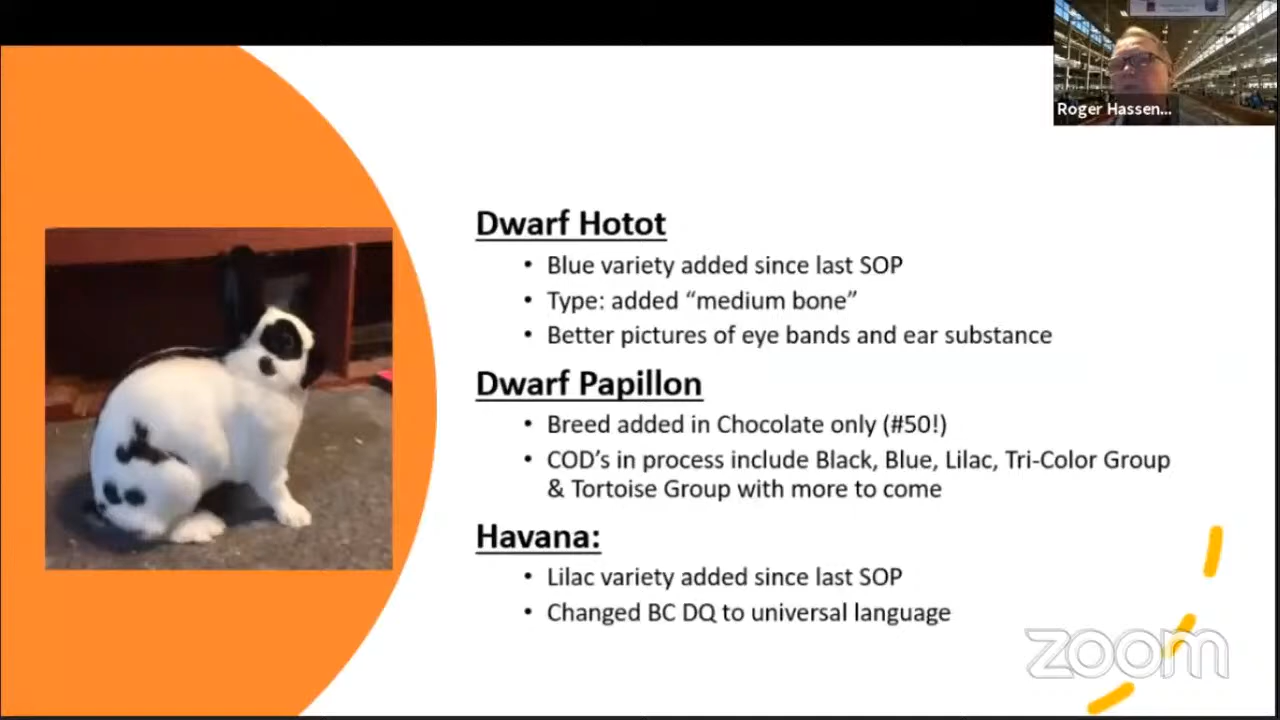 Roger Hassen...
Dwarf Hotot
• Blue variety added since last SOP
• Type: added “medium bone”
• Better pictures of eye bands and ear substance
Dwarf Papillon
• Breed added in Chocolate only (#50!)
• COD’s in process include Black, Blue, Lilac, Tri-Color Group
& Tortoise Group with more to come
Havana:
• Lilac variety added since last SOP
• Changed BC DQ to universal language
zoom